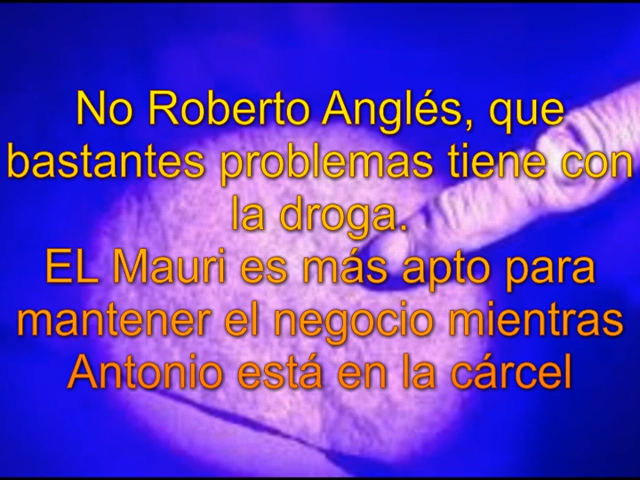 No Roberto Anglés, que
bastantes problemas tiene con
la droga.
EL Mauri es más apto para
mantener el negocio mientras
Antonio está en la cárcel